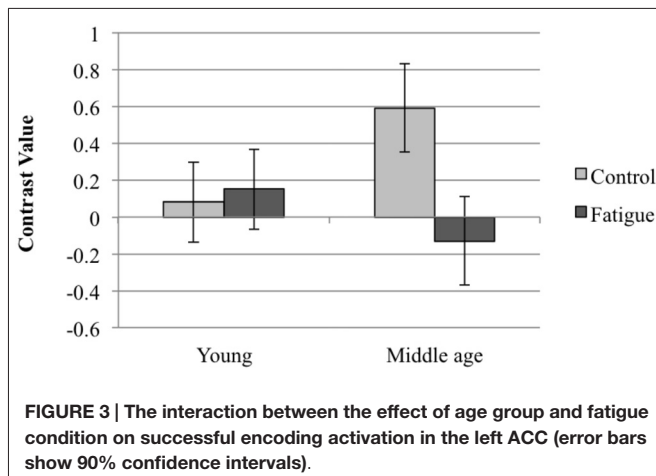 1
0.8
0.6
0.4
0.2
0
-0.2
-0.4
-0.6
Contrast Value
Young
Middle age
Control
Fatigue
FIGURE 3 | The interaction between the effect of age group and fatigue
condition on successful encoding activation in the left ACC (error bars
show 90% confidence intervals).